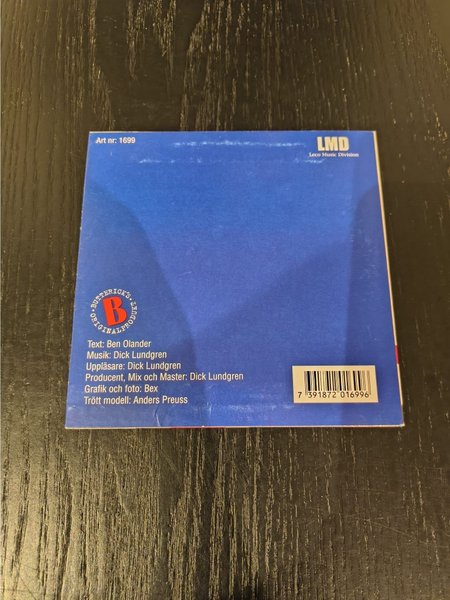 Art nr: 1699
LMD
Loco Music Division
BUTTERICK'S
B
ORIGINALPRODUKT
Text: Ben Olander
Musik: Dick Lundgren
Uppläsare: Dick Lundgren
Producent, Mix och Master: Dick Lundgren
Grafik och foto: Bex
Trött modell: Anders Preuss
7 391872 016996